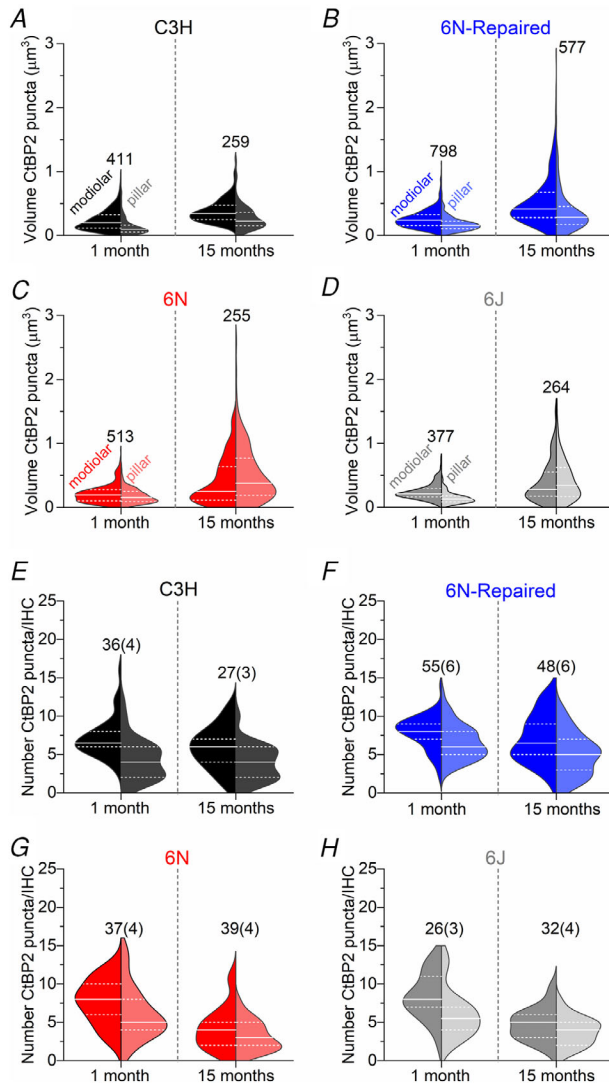 A
C3H
Volume CtBP2 puncta (μm³)
3
2
1
0
411
259
modiolar
pillar
1 month
15 months
B
6N-Repaired
Volume CtBP2 puncta (μm³)
3
2
1
0
798
577
modiolar
pillar
1 month
15 months
C
6N
Volume CtBP2 puncta (μm³)
3
2
1
0
513
255
modiolar
pillar
1 month
15 months
D
6J
Volume CtBP2 puncta (μm³)
3
2
1
0
377
264
modiolar
pillar
1 month
15 months
E
C3H
Number CtBP2 puncta/IHC
25
20
15
10
5
0
36(4)
27(3)
1 month
15 months
F
6N-Repaired
Number CtBP2 puncta/IHC
25
20
15
10
5
0
55(6)
48(6)
1 month
15 months
G
6N
Number CtBP2 puncta/IHC
25
20
15
10
5
0
37(4)
39(4)
1 month
15 months
H
6J
Number CtBP2 puncta/IHC
25
20
15
10
5
0
26(3)
32(4)
1 month
15 months